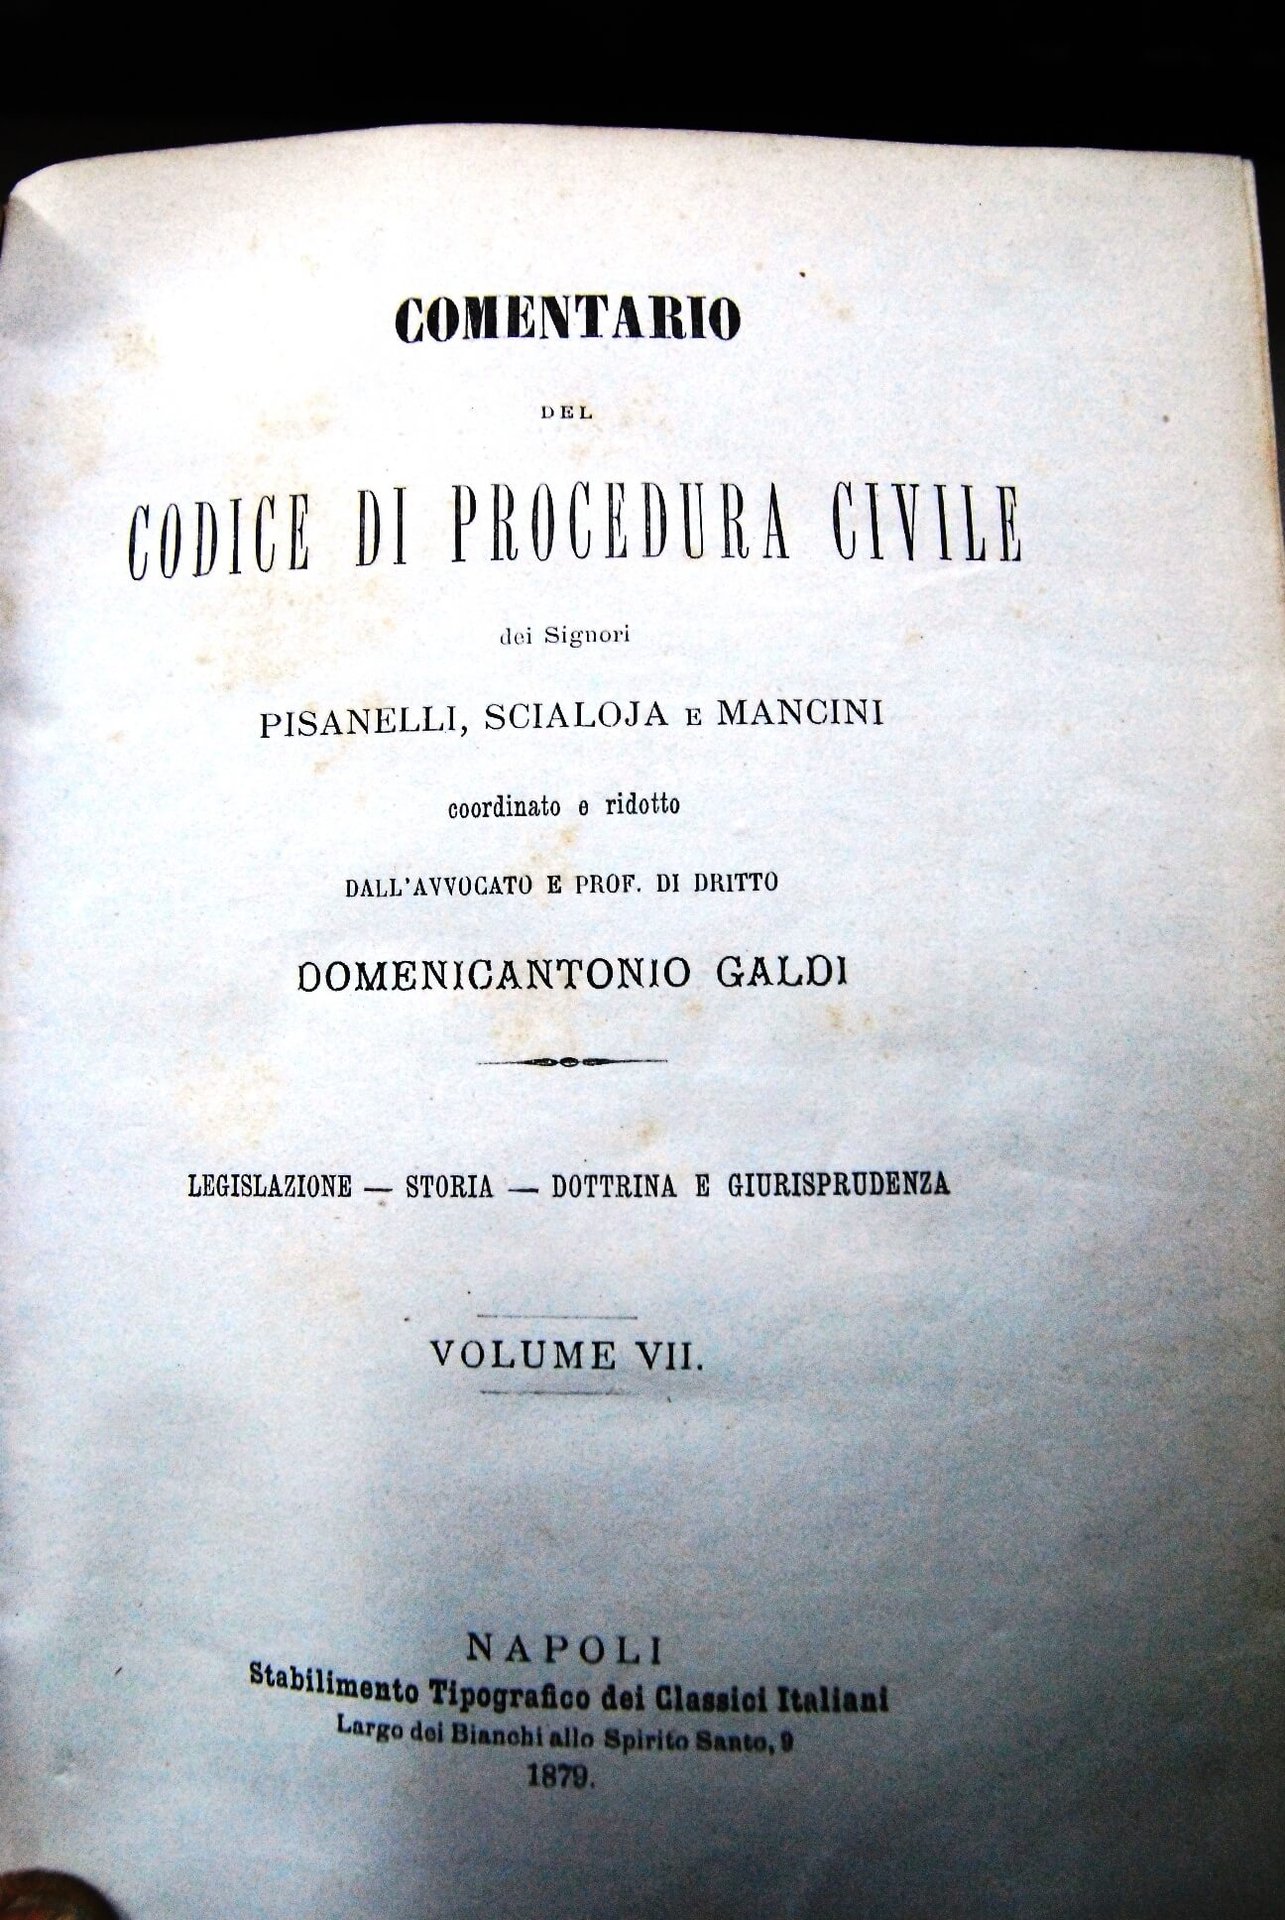 COMENTARIO
DEL
CODICE DI PROCEDURA CIVILE
dei Signori
PISANELLI, SCIALOJA E MANCINI
coordinato e ridotto
DALL'AVVOCATO E PROF. DI DRITTO
DOMENICANTONIO GALDI
LEGISLAZIONE — STORIA — DOTTRINA E GIURISPRUDENZA
VOLUME VII.
NAPOLI
Stabilimento Tipografico dei Classici Italiani
Largo dei Bianchi allo Spirito Santo, 9
1879.